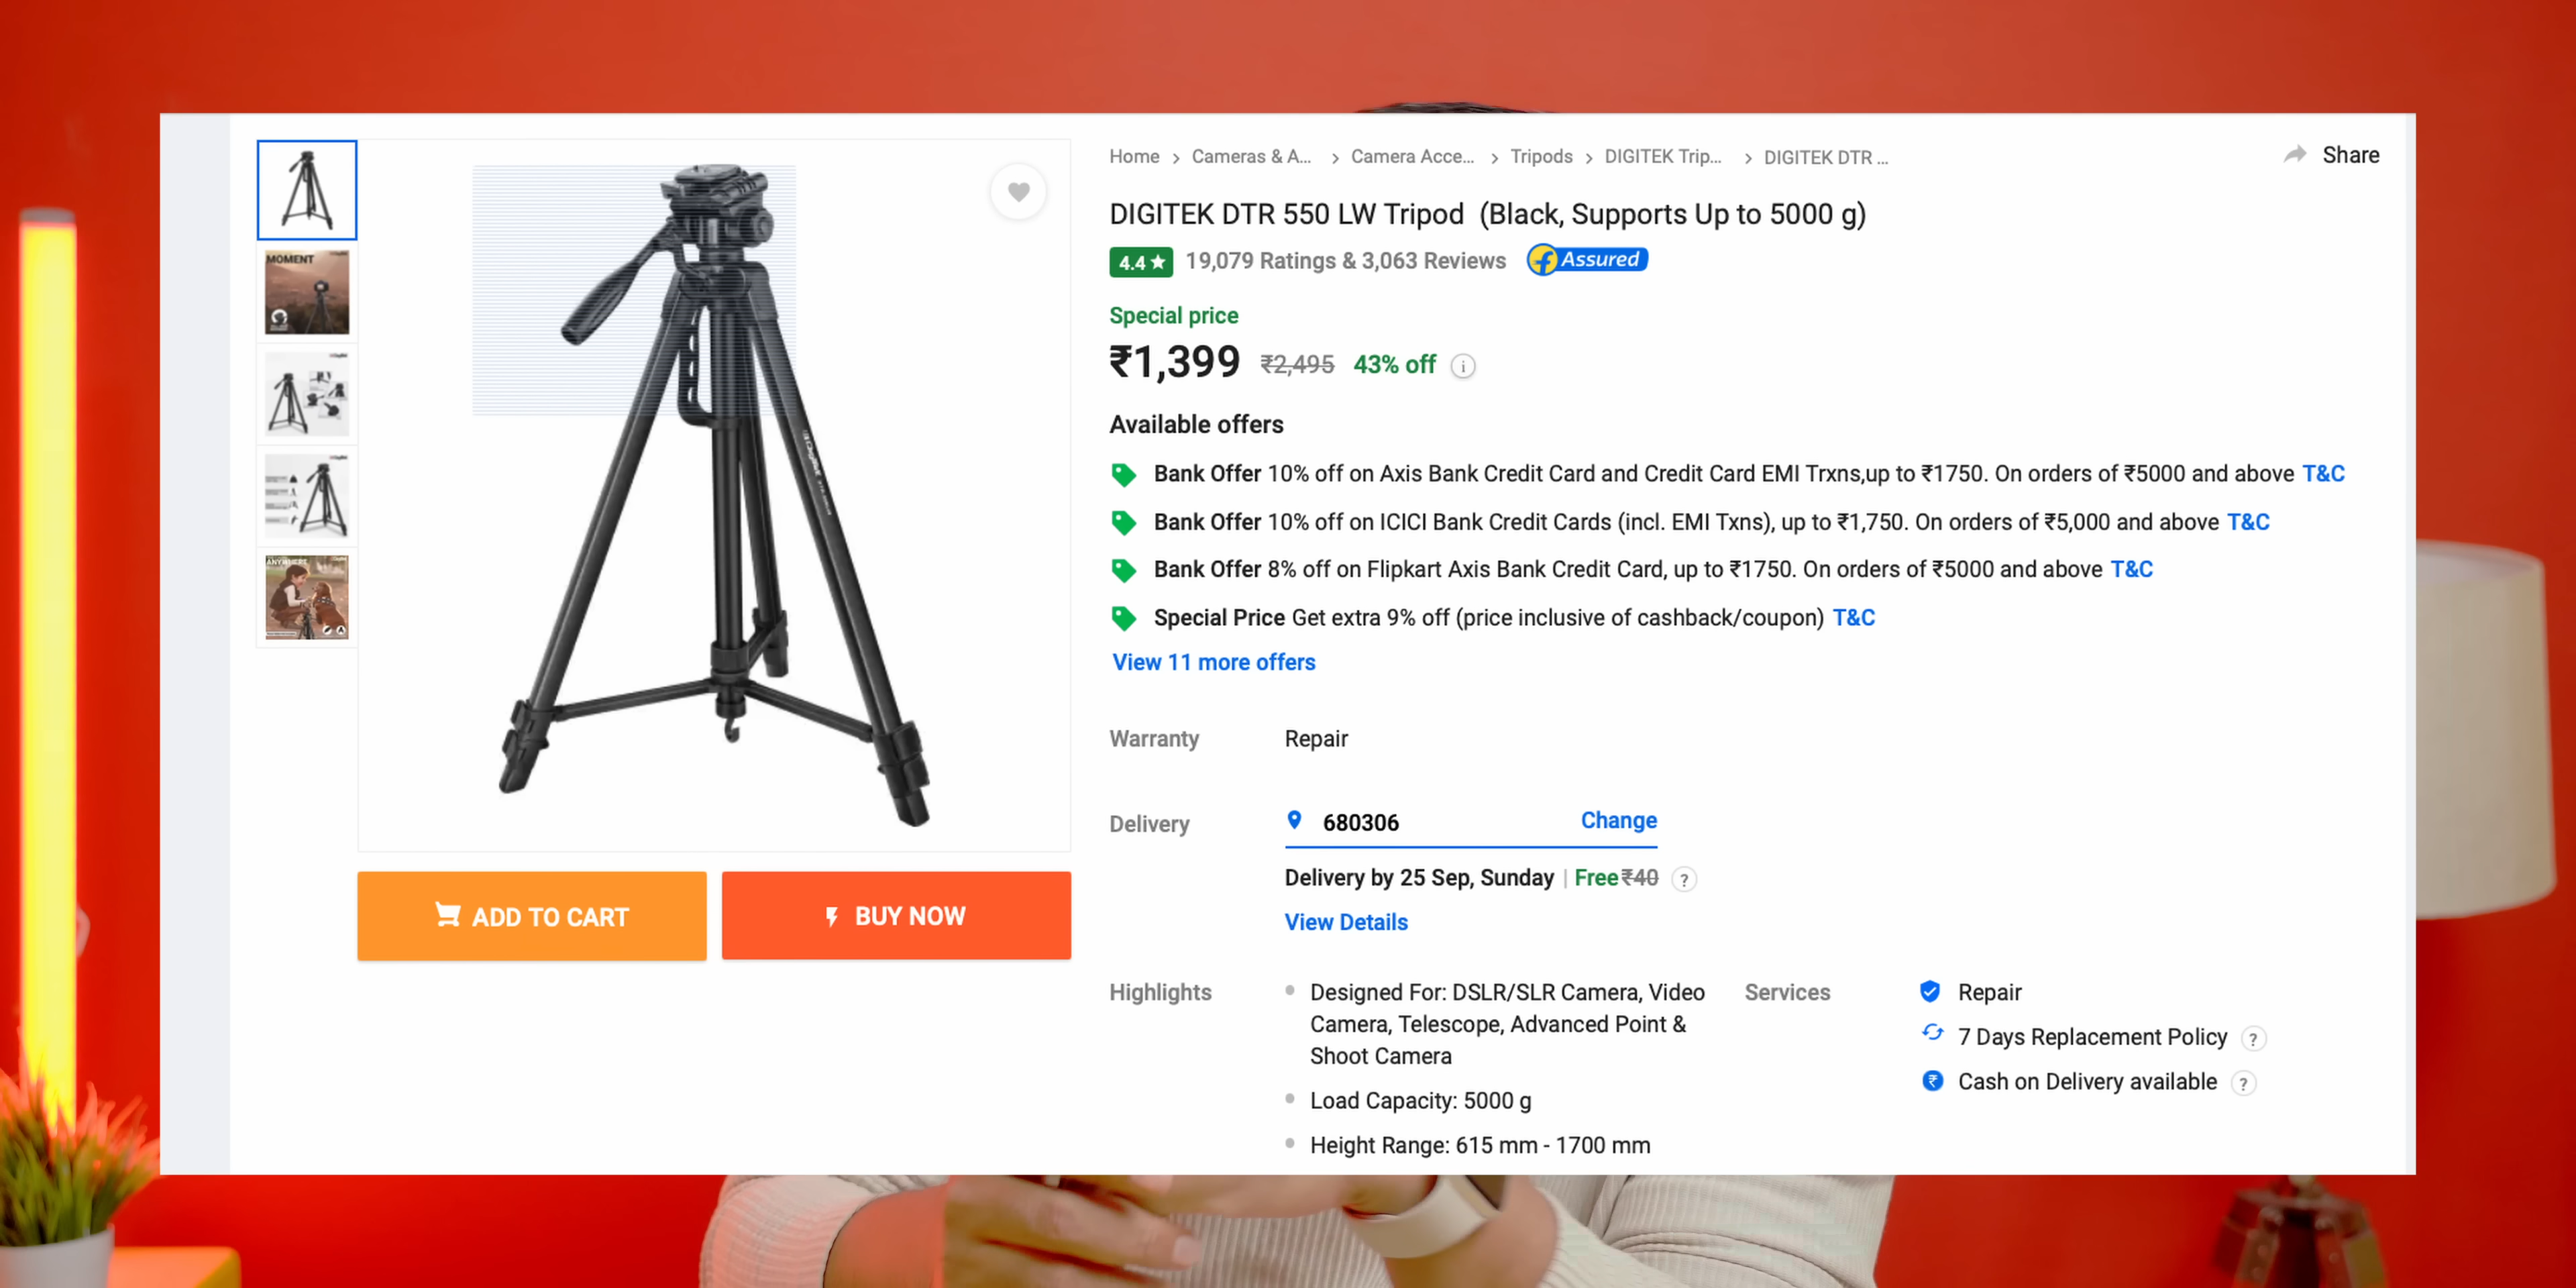 Home > Cameras & A... > Camera Acce... > Tripods > DIGITEK Trip... > DIGITEK DTR ...
Share
DIGITEK DTR 550 LW Tripod (Black, Supports Up to 5000 g)
4.4★ 19,079 Ratings & 3,063 Reviews Assured
Special price
₹1,399 ₹2,495 43% off
Available offers
Bank Offer 10% off on Axis Bank Credit Card and Credit Card EMI Trxns,up to ₹1750. On orders of ₹5000 and above T&C
Bank Offer 10% off on ICICI Bank Credit Cards (incl. EMI Txns), up to ₹1,750. On orders of ₹5,000 and above T&C
Bank Offer 8% off on Flipkart Axis Bank Credit Card, up to ₹1750. On orders of ₹5000 and above T&C
Special Price Get extra 9% off (price inclusive of cashback/coupon) T&C
View 11 more offers
Warranty Repair
Delivery 680306 Change
Delivery by 25 Sep, Sunday | Free ₹40 ?
View Details
Highlights
Designed For: DSLR/SLR Camera, Video
Camera, Telescope, Advanced Point &
Shoot Camera
Load Capacity: 5000 g
Height Range: 615 mm - 1700 mm
Services
Repair
7 Days Replacement Policy ?
Cash on Delivery available ?
MOMENT
ANYWHERE
ADD TO CART
BUY NOW